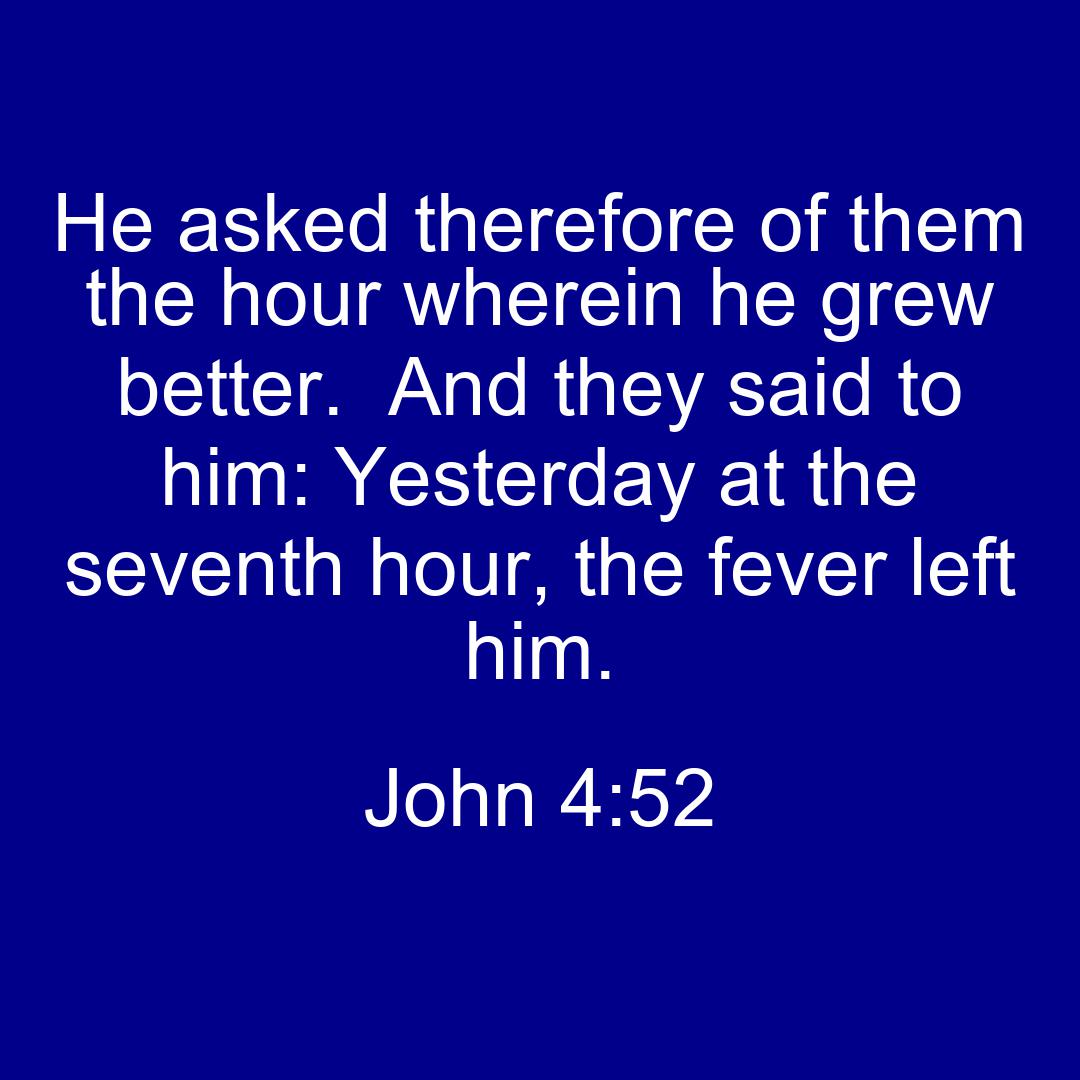 He asked therefore of them
the hour wherein he grew
better.  And they said to
him: Yesterday at the
seventh hour, the fever left
him.
John 4:52